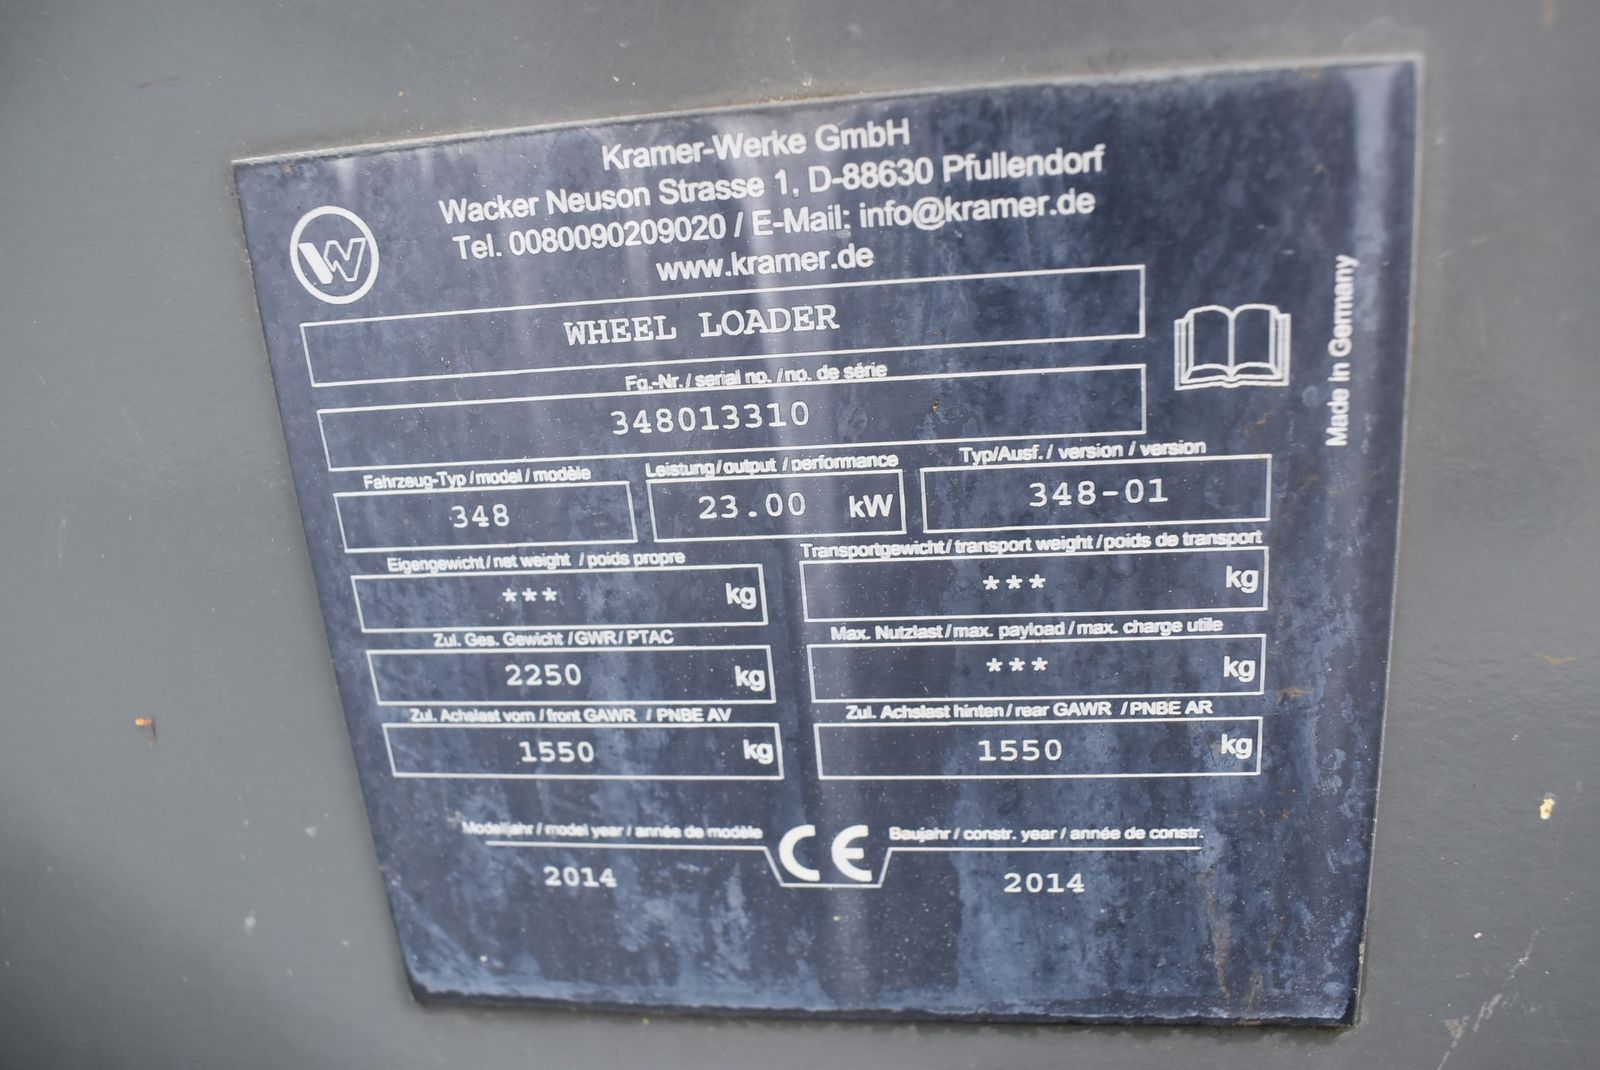 Kramer-Werke GmbH
Wacker Neuson Strasse 1, D-88630 Pfullendorf
Tel. 0080090209020 / E-Mail: info@kramer.de
www.kramer.de
W
WHEEL LOADER
Fg.-Nr./ serial no. /no. de série
348013310
Fahrzeug-Typ / model / modèle
348
Leistung / output / performance
23.00 kW
Typ/Ausf. / version / version
348-01
Eigengewicht / net weight / poids propre
*** kg
Transportgewicht / transport weight / poids de transport
*** kg
Zul. Ges. Gewicht / GWR / PTAC
2250 kg
Max. Nutzlast / max. payload / max. charge utile
*** kg
Zul. Achslast vorn / front GAWR / PNBE AV
1550 kg
Zul. Achslast hinten / rear GAWR / PNBE AR
1550 kg
Modelljahr / model year / année de modèle
2014
CE
Baujahr / constr. year / année de constr.
2014
Made in Germany